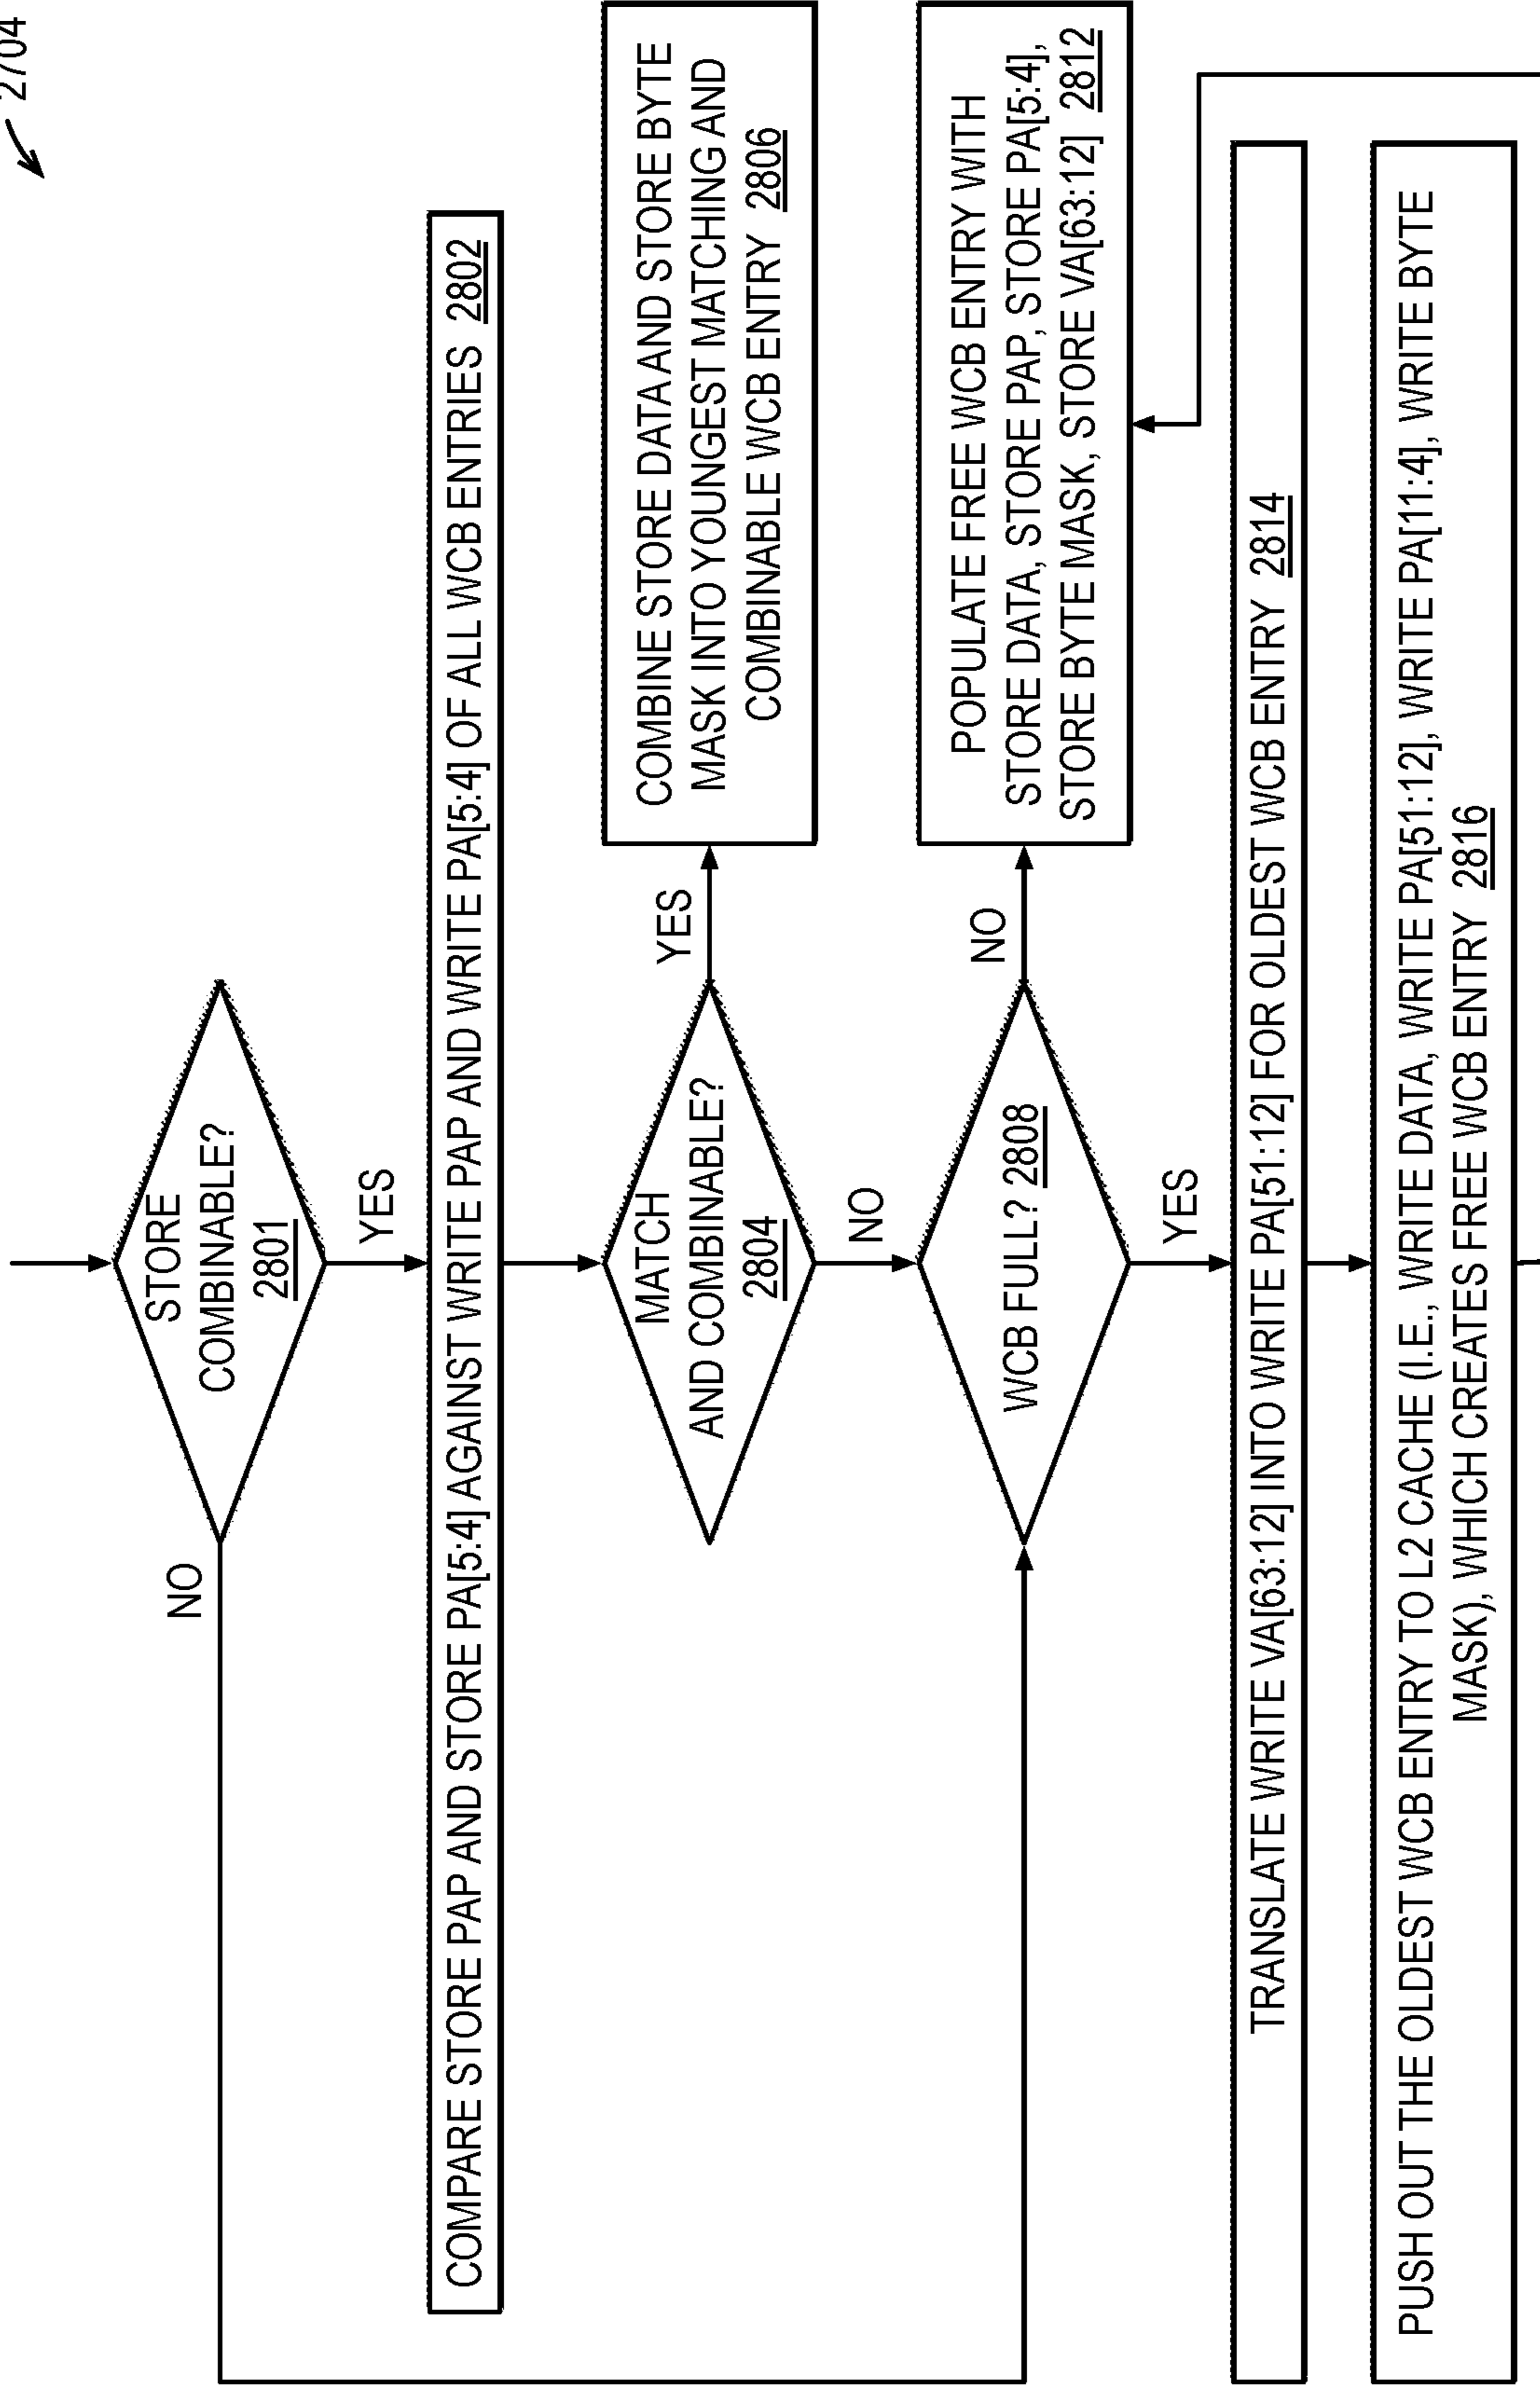 2704
STORE
COMBINABLE?
2801
NO
YES
COMPARE STORE PAP AND STORE PA[5:4] AGAINST WRITE PAP AND WRITE PA[5:4] OF ALL WCB ENTRIES 2802
MATCH
AND COMBINABLE?
2804
YES
COMBINE STORE DATA AND STORE BYTE
MASK INTO YOUNGEST MATCHING AND
COMBINABLE WCB ENTRY 2806
NO
WCB FULL? 2808
NO
POPULATE FREE WCB ENTRY WITH
STORE DATA, STORE PAP, STORE PA[5:4],
STORE BYTE MASK, STORE VA[63:12] 2812
YES
TRANSLATE WRITE VA[63:12] INTO WRITE PA[51:12] FOR OLDEST WCB ENTRY 2814
PUSH OUT THE OLDEST WCB ENTRY TO L2 CACHE (I.E., WRITE DATA, WRITE PA[51:12], WRITE PA[11:4], WRITE BYTE
MASK), WHICH CREATES FREE WCB ENTRY 2816